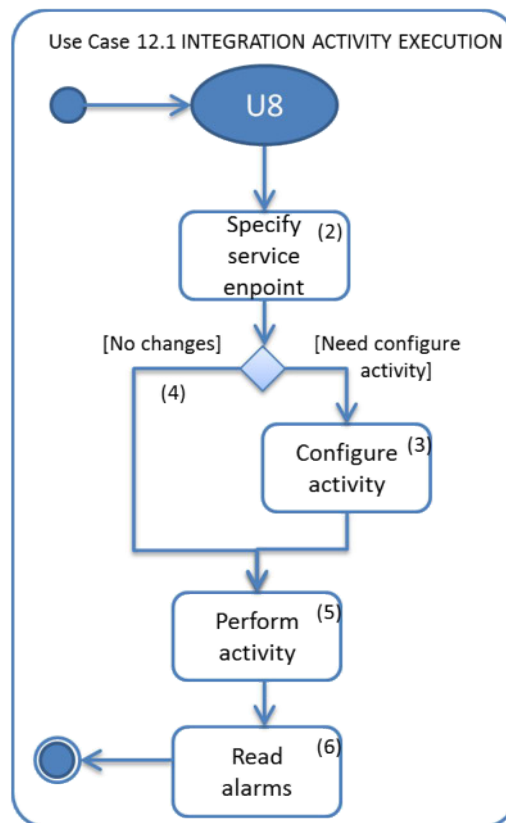 Use Case 12.1 INTEGRATION ACTIVITY EXECUTION
U8
(2)
Specify
service
enpoint
[No changes]
[Need configure
activity]
(4)
(3)
Configure
activity
(5)
Perform
activity
(6)
Read
alarms